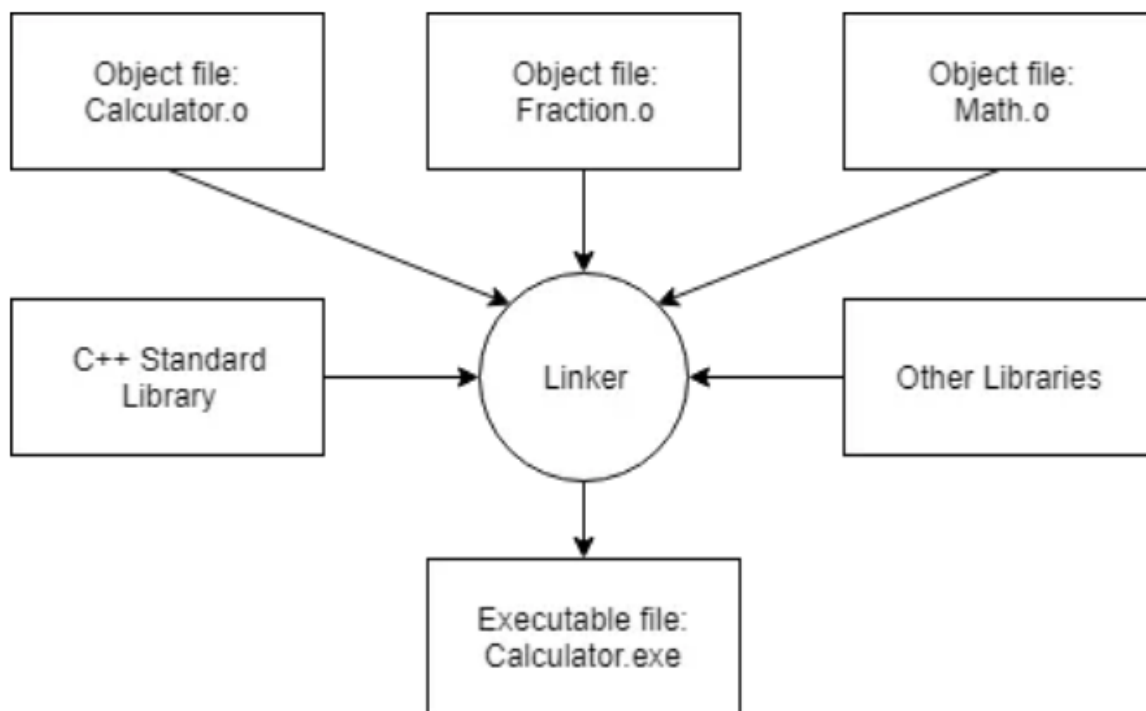 Object file:
Calculator.o
Object file:
Fraction.o
Object file:
Math.o
C++ Standard
Library
Linker
Other Libraries
Executable file:
Calculator.exe